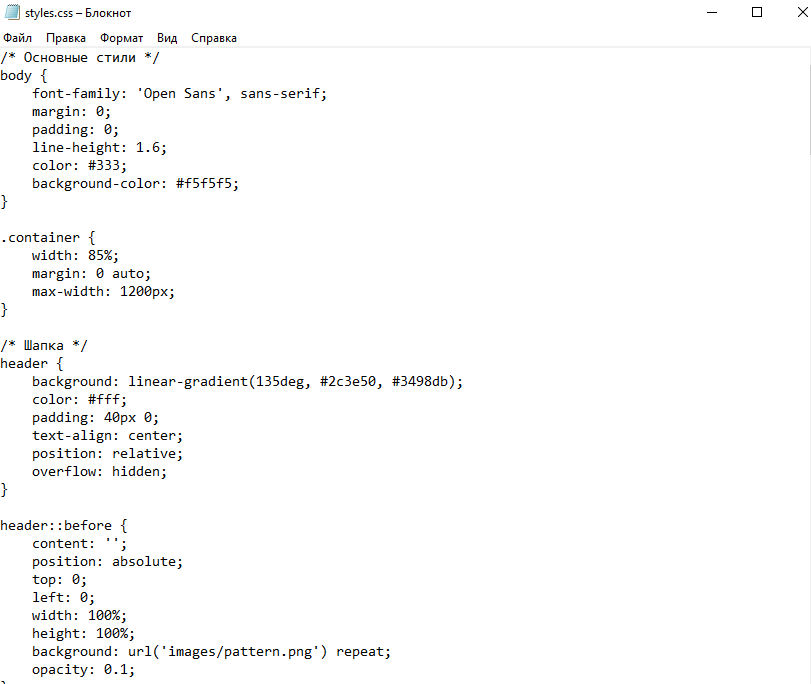 styles.css – Блокнот
Файл Правка Формат Вид Справка
/* Основные стили */
body {
    font-family: 'Open Sans', sans-serif;
    margin: 0;
    padding: 0;
    line-height: 1.6;
    color: #333;
    background-color: #f5f5f5;
}

.container {
    width: 85%;
    margin: 0 auto;
    max-width: 1200px;
}

/* Шапка */
header {
    background: linear-gradient(135deg, #2c3e50, #3498db);
    color: #fff;
    padding: 40px 0;
    text-align: center;
    position: relative;
    overflow: hidden;
}

header::before {
    content: '';
    position: absolute;
    top: 0;
    left: 0;
    width: 100%;
    height: 100%;
    background: url('images/pattern.png') repeat;
    opacity: 0.1;